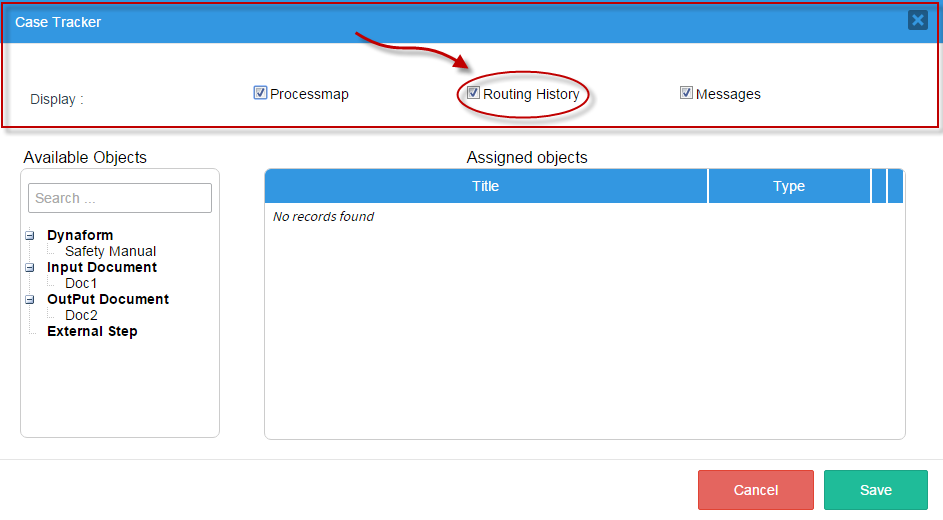 Case Tracker
Display :
Processmap
Routing History
Messages
Available Objects
Assigned objects
Search ...
Title
Type
No records found
Dynaform
Safety Manual
Input Document
Doc1
OutPut Document
Doc2
External Step
Cancel
Save